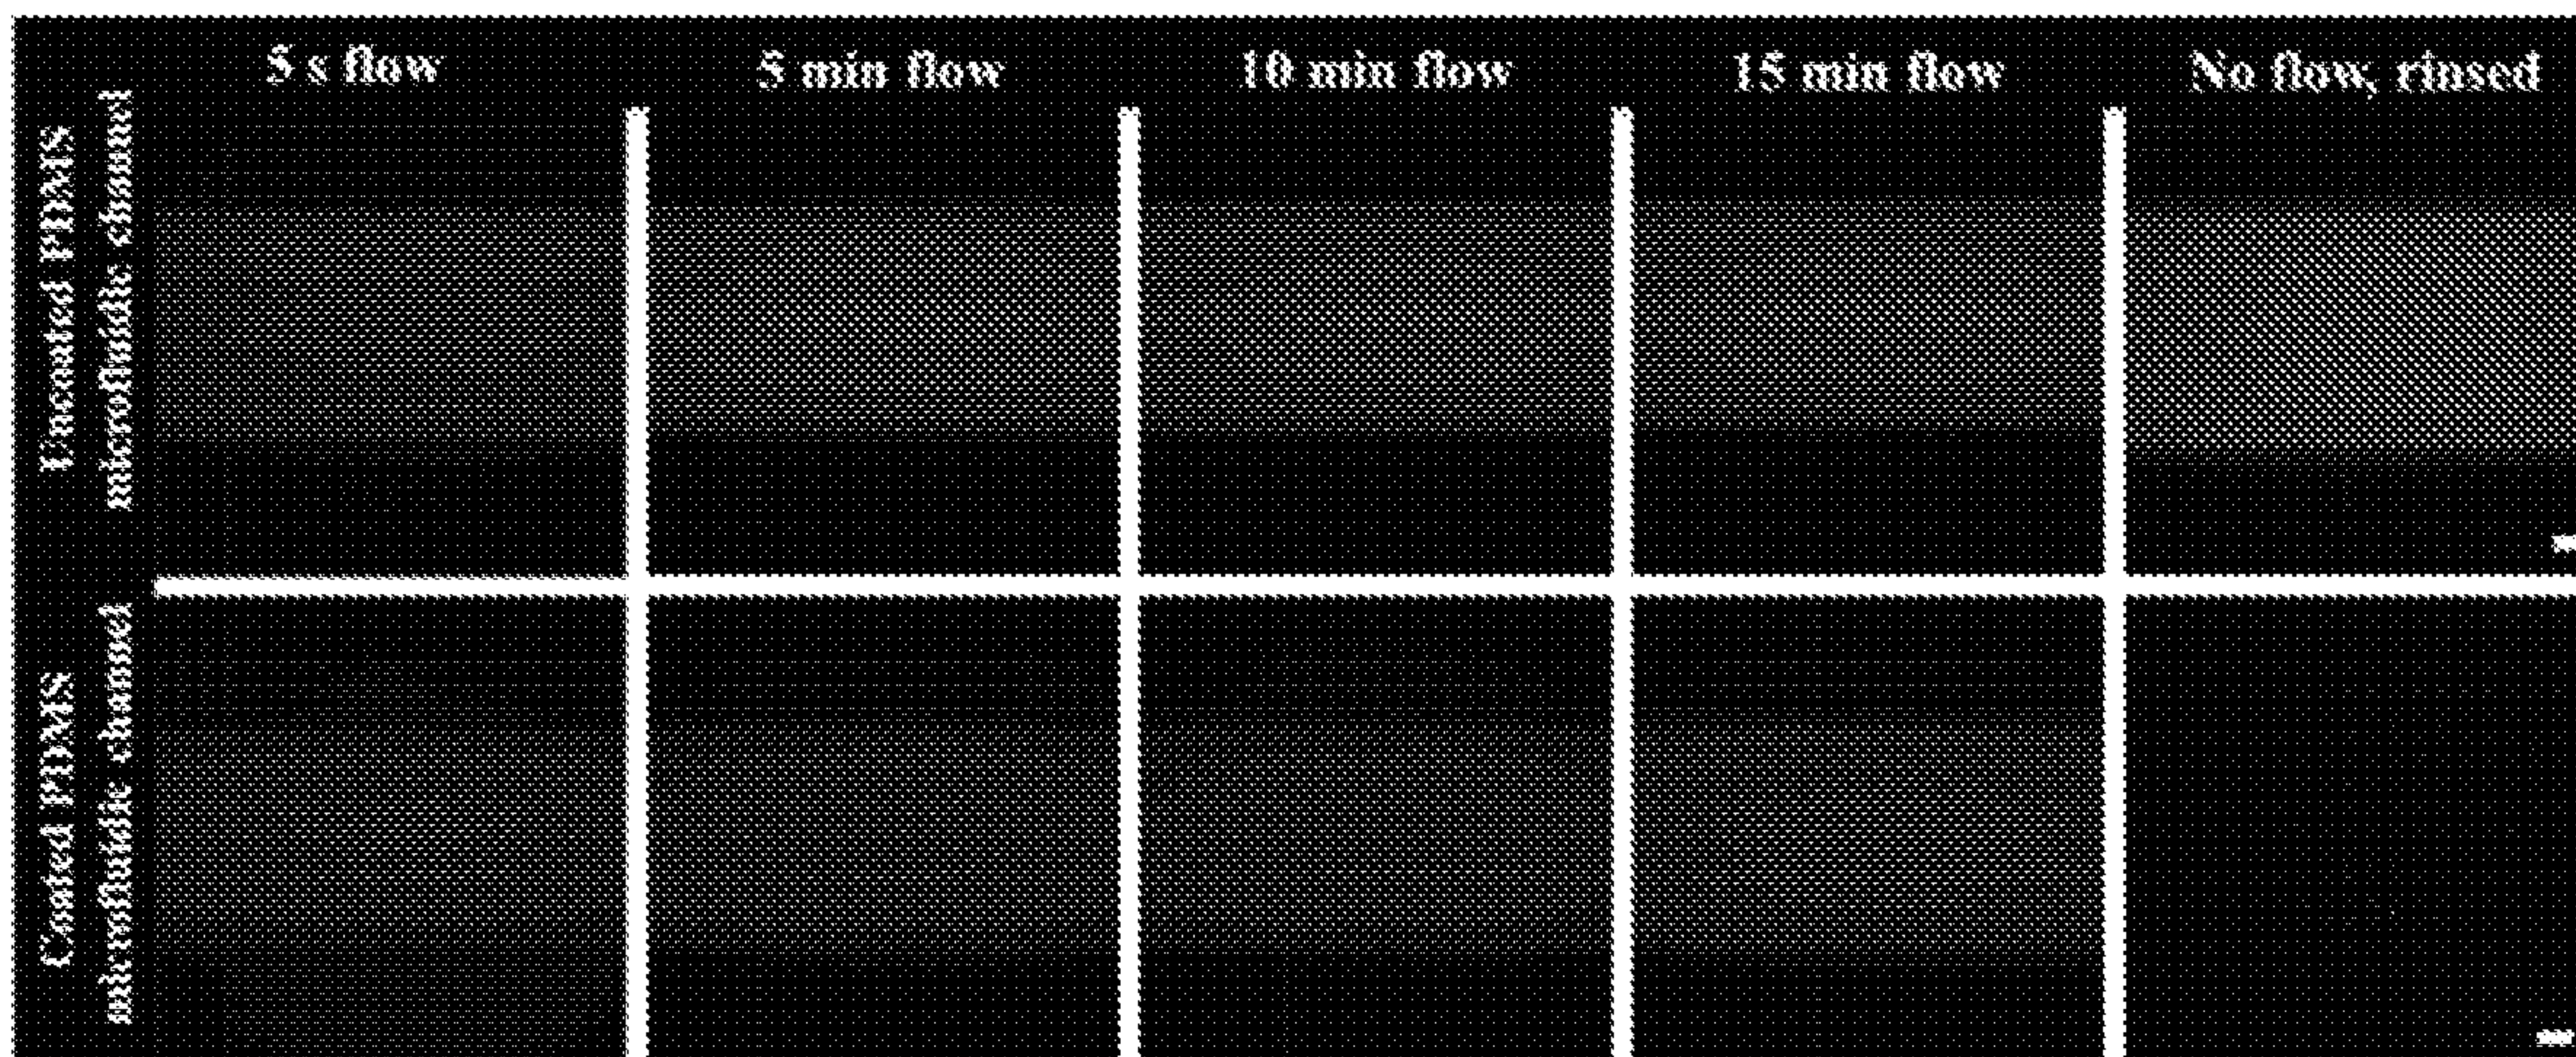 5 s flow
5 min flow
10 min flow
15 min flow
No flow, rinsed
Uncoated PDMS
microfluidic channel
Coated PDMS
microfluidic channel